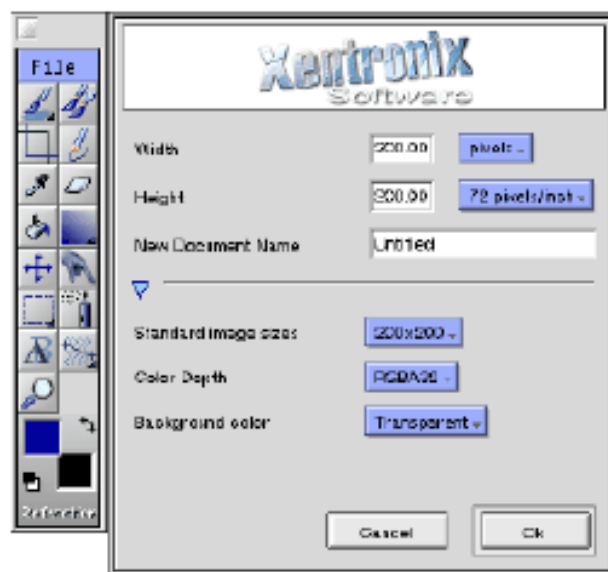 File
Xentronix
Software
Width 200.00 pixels
Height 200.00 72 pixels/inch
New Document Name Untitled
Standard image sizes 200x200
Color Depth
Background color Transparent
Refraction
Cancel Ok